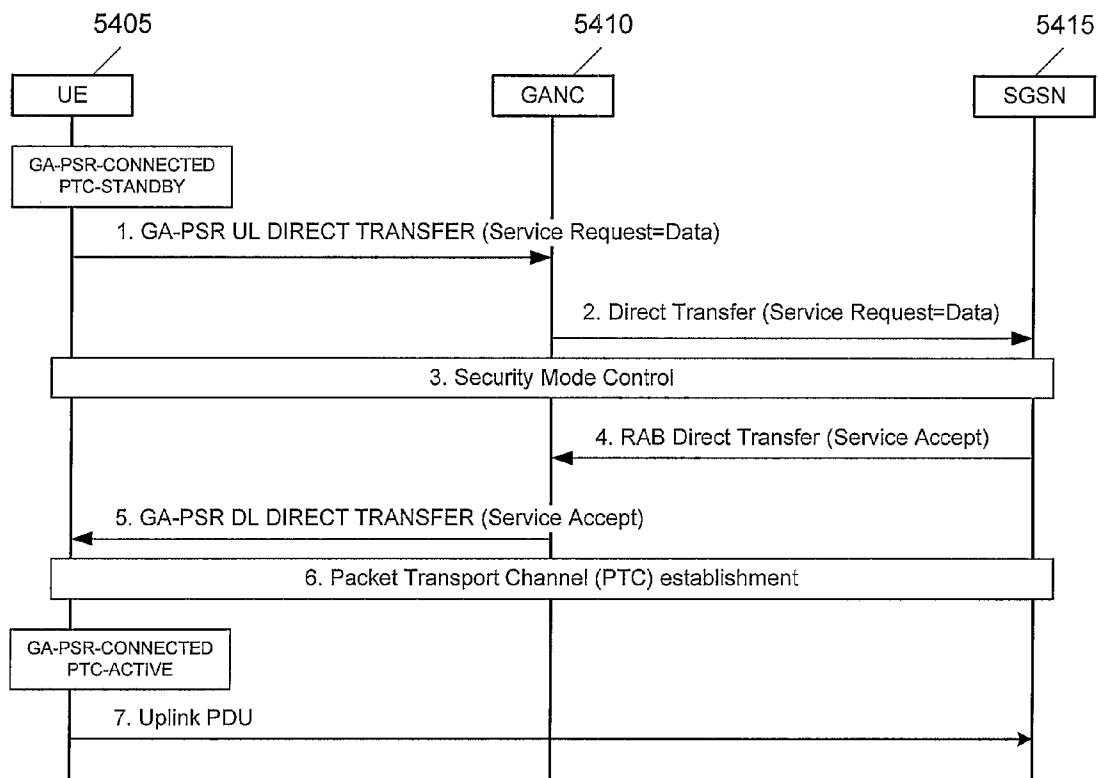 5405
5410
5415
UE
GANC
SGSN
GA-PSR-CONNECTED
PTC-STANDBY
1. GA-PSR UL DIRECT TRANSFER (Service Request=Data)
2. Direct Transfer (Service Request=Data)
3. Security Mode Control
4. RAB Direct Transfer (Service Accept)
5. GA-PSR DL DIRECT TRANSFER (Service Accept)
6. Packet Transport Channel (PTC) establishment
GA-PSR-CONNECTED
PTC-ACTIVE
7. Uplink PDU